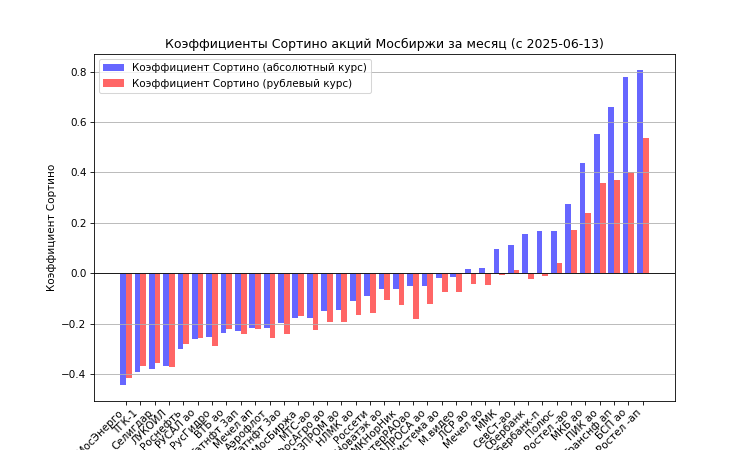 Коэффициенты Сортино акций Мосбиржи за месяц (с 2025-06-13)
Коэффициент Сортино (абсолютный курс)
Коэффициент Сортино (рублевый курс)
Коэффициент Сортино
0.8
0.6
0.4
0.2
0.0
−0.2
−0.4
ТГК-1
Селигдар
ЛУКОЙЛ
Роснефть
РУСАЛ ао
РусГидро
ВТБ ао
Мечел ап
Аэрофлот
МосБиржа
МТС-ао
НЛМК ао
Россети
М.видео
ЛСР ао
Мечел ао
ММК
СевСт-ао
Сбербанк
Полюс
Ростел -ао
МКБ ао
ПИК ао
БСП ао
Ростел -ап